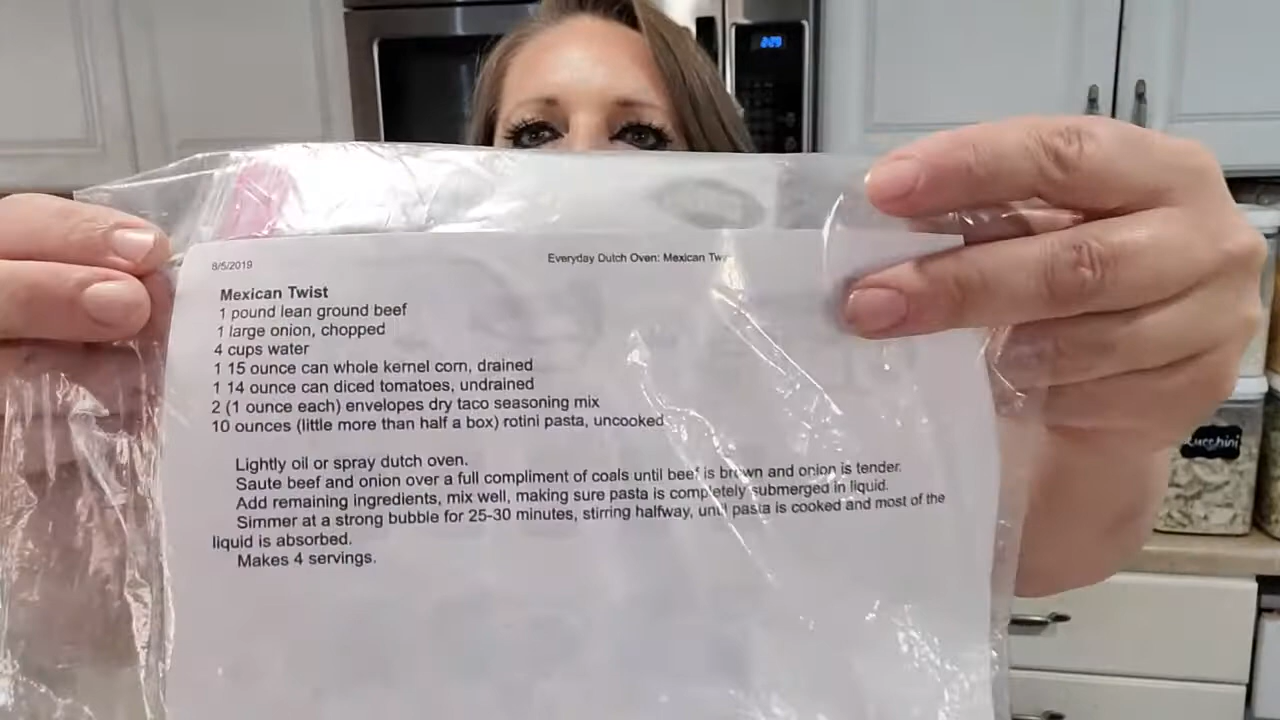 8/5/2019
Everyday Dutch Oven: Mexican
Mexican Twist
1 pound lean ground beef
1 large onion, chopped
4 cups water
1 15 ounce can whole kernel corn, drained
1 14 ounce can diced tomatoes, undrained
2 (1 ounce each) envelopes dry taco seasoning mix
10 ounces (little more than half a box) rotini pasta, uncooked
Lightly oil or spray dutch oven.
Saute beef and onion over a full compliment of coals until beef is brown and onion is tender.
Add remaining ingredients, mix well, making sure pasta is completely submerged in liquid.
Simmer at a strong bubble for 25-30 minutes, stirring halfway, until pasta is cooked and most of the
liquid is absorbed.
Makes 4 servings.
zucchini